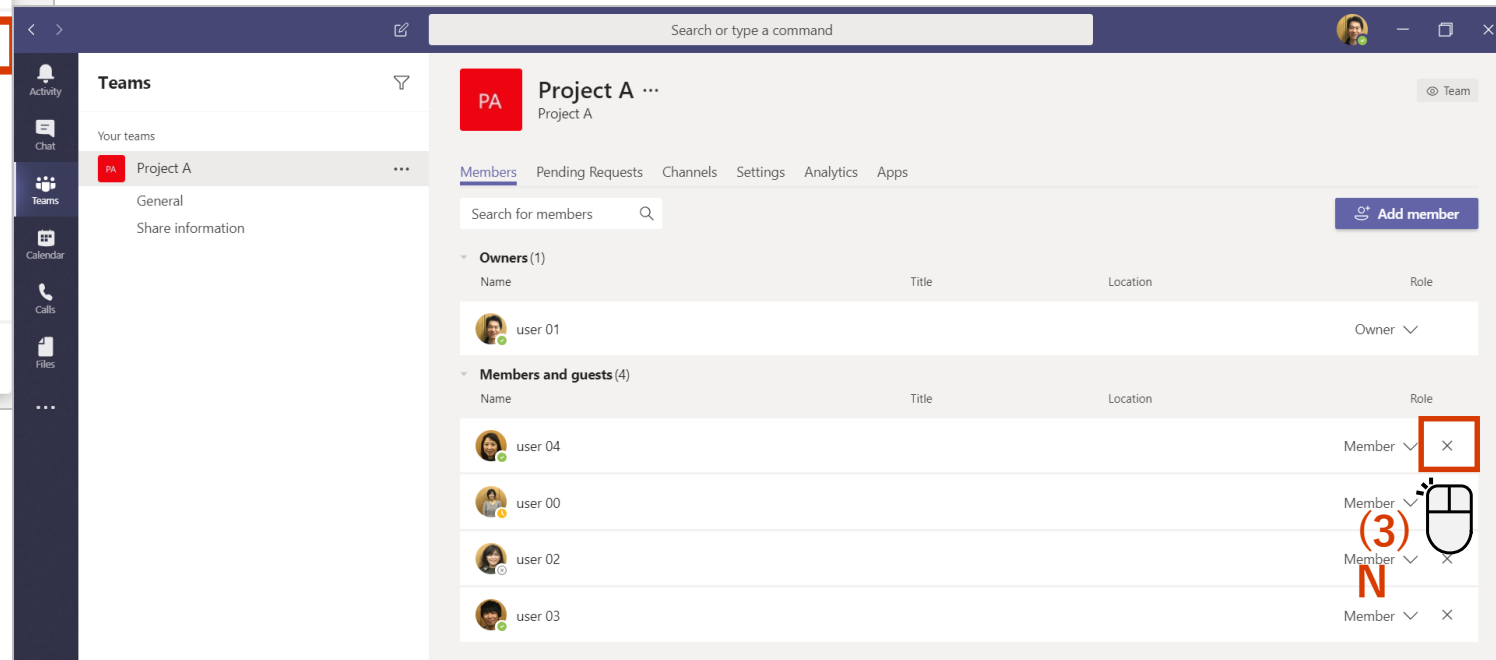 Search or type a command
Activity
Chat
Teams
Calendar
Calls
Files
Teams
Your teams
PA Project A
General
Share information
PA
Project A
Project A
Team
Members Pending Requests Channels Settings Analytics Apps
Search for members
Add member
Owners (1)
Name Title Location Role
user 01 Owner
Members and guests (4)
Name Title Location Role
user 04 Member
user 00 Member
user 02 Member
user 03 Member
(3)
N